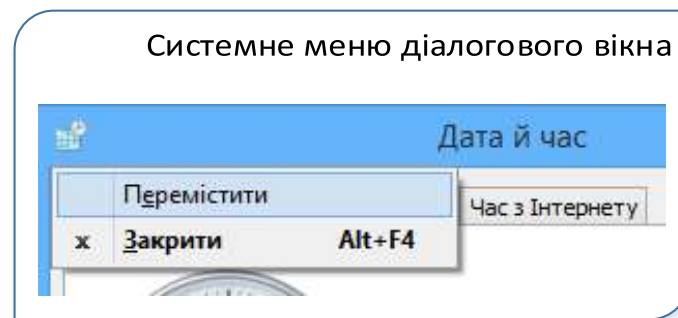 Системне меню діалогового вікна
Дата й час
Перемістити
Час з Інтернету
x Закрити Alt+F4